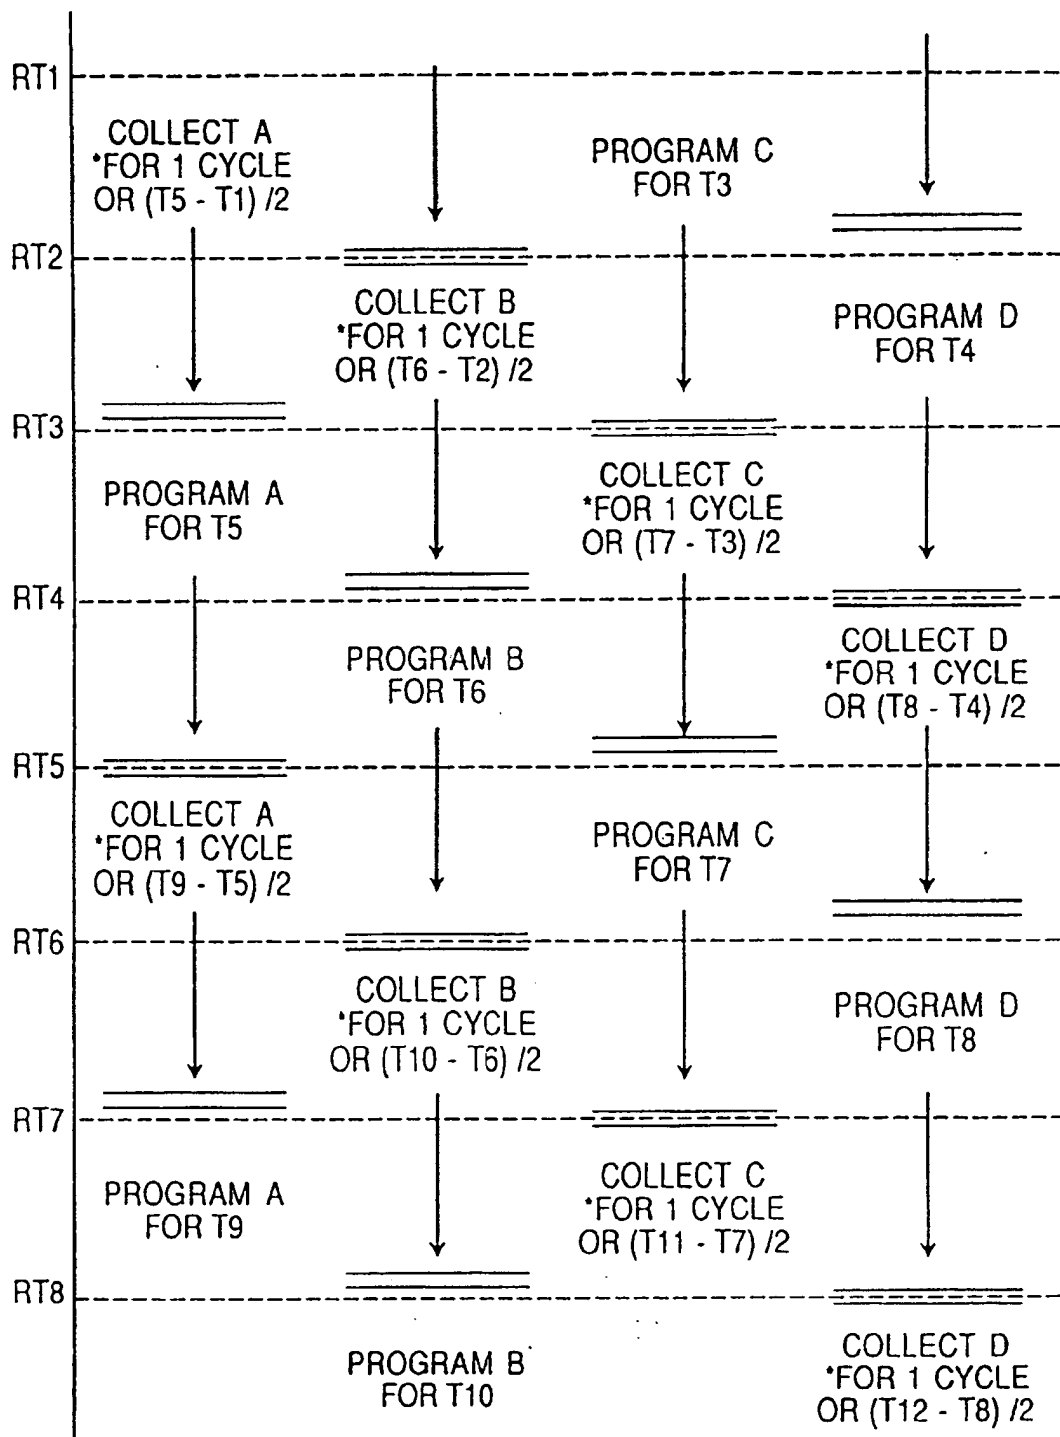 RT1
COLLECT A
*FOR 1 CYCLE
OR (T5 - T1) /2
PROGRAM C
FOR T3
RT2
COLLECT B
*FOR 1 CYCLE
OR (T6 - T2) /2
PROGRAM D
FOR T4
RT3
PROGRAM A
FOR T5
COLLECT C
*FOR 1 CYCLE
OR (T7 - T3) /2
RT4
PROGRAM B
FOR T6
COLLECT D
*FOR 1 CYCLE
OR (T8 - T4) /2
RT5
COLLECT A
*FOR 1 CYCLE
OR (T9 - T5) /2
PROGRAM C
FOR T7
RT6
COLLECT B
*FOR 1 CYCLE
OR (T10 - T6) /2
PROGRAM D
FOR T8
RT7
PROGRAM A
FOR T9
COLLECT C
*FOR 1 CYCLE
OR (T11 - T7) /2
RT8
PROGRAM B
FOR T10
COLLECT D
*FOR 1 CYCLE
OR (T12 - T8) /2